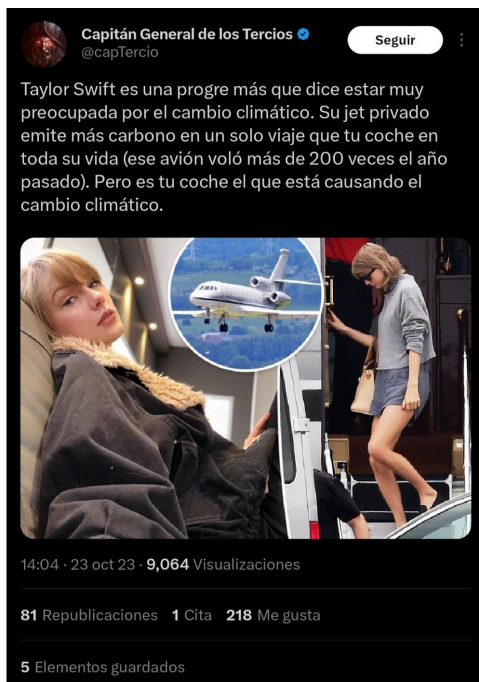 Capitán General de los Tercios
@capTercio
Seguir
Taylor Swift es una progre más que dice estar muy
preocupada por el cambio climático. Su jet privado
emite más carbono en un solo viaje que tu coche en
toda su vida (ese avión voló más de 200 veces el año
pasado). Pero es tu coche el que está causando el
cambio climático.
14:04 · 23 oct 23 · 9,064 Visualizaciones
81 Republicaciones 1 Cita 218 Me gusta
5 Elementos guardados